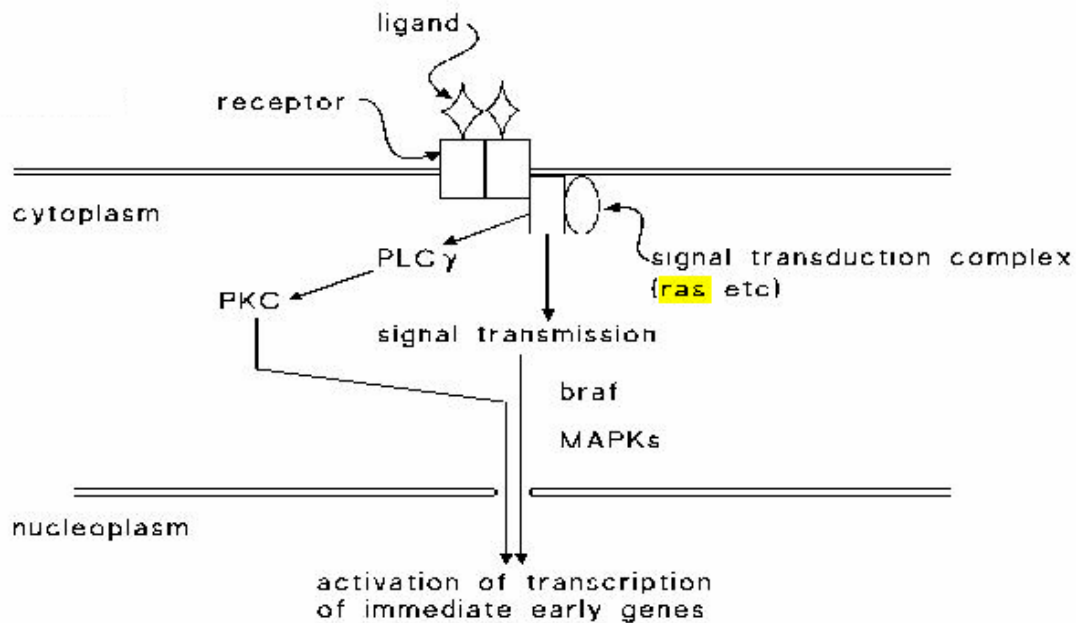 ligand
receptor
cytoplasm
PLCγ
signal transduction complex
(ras etc)
PKC
signal transmission
braf
MAPKs
nucleoplasm
activation of transcription
of immediate early genes